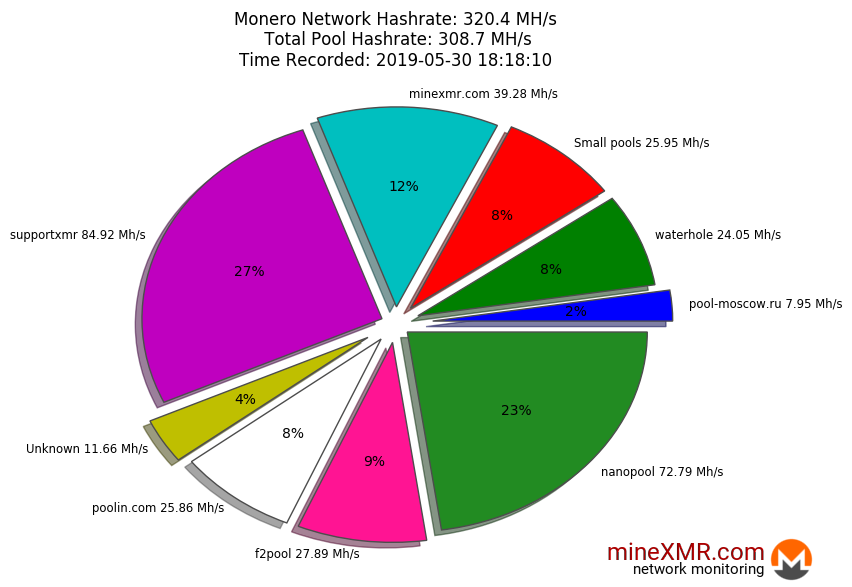 Monero Network Hashrate: 320.4 MH/s
Total Pool Hashrate: 308.7 MH/s
Time Recorded: 2019-05-30 18:18:10
minexmr.com 39.28 Mh/s
Small pools 25.95 Mh/s
12%
8%
supportxmr 84.92 Mh/s
waterhole 24.05 Mh/s
27%
8%
pool-moscow.ru 7.95 Mh/s
2%
4%
23%
8%
Unknown 11.66 Mh/s
9%
nanopool 72.79 Mh/s
poolin.com 25.86 Mh/s
f2pool 27.89 Mh/s
mineXMR.com
network monitoring